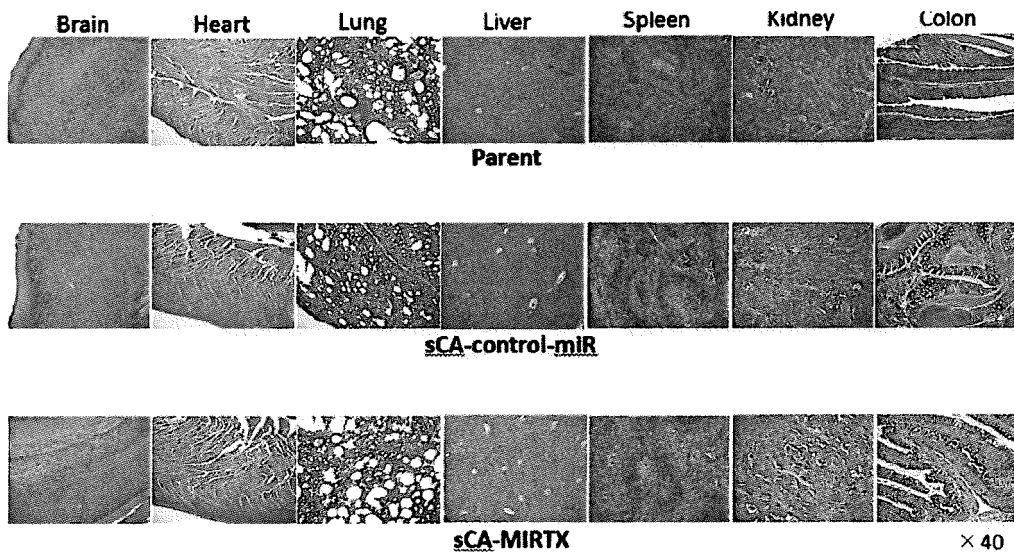 Brain Heart Lung Liver Spleen Kidney Colon
Parent
sCA-control-miR
sCA-MIRTX
× 40